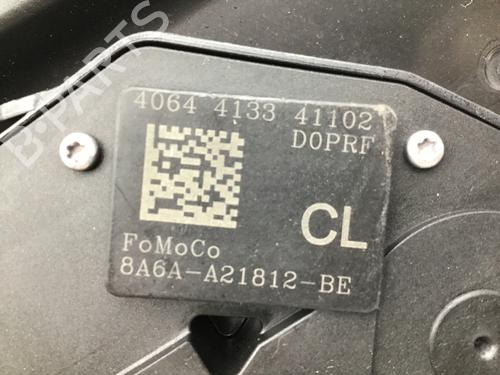 B-PARTS
4064 4133 41102
D0PRF
CL
FoMoCo
8A6A-A21812-BE